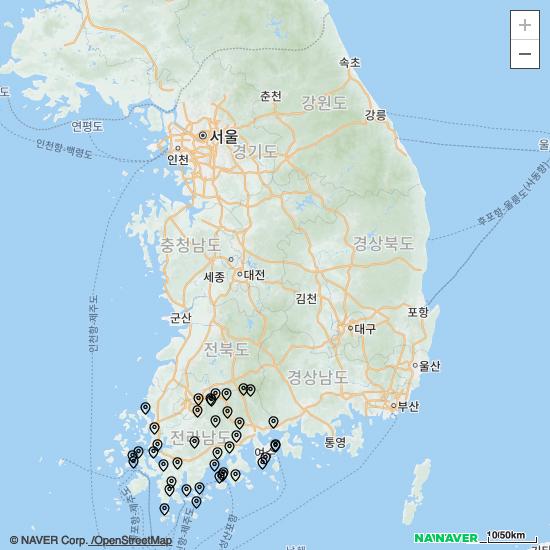 +
−
속초
춘천
강원도
강릉
도
연평도
서울
인천항-백령도
인천
경기도
울
후포항-울릉도(사동항)
충청남도
경상북도
세종
대전
김천
인천항-제주도
군산
포항
대구
전북도
울산
경상남도
부산
전라남도
통영
여
© NAVER Corp. /OpenStreetMap
NAVER
10/50km